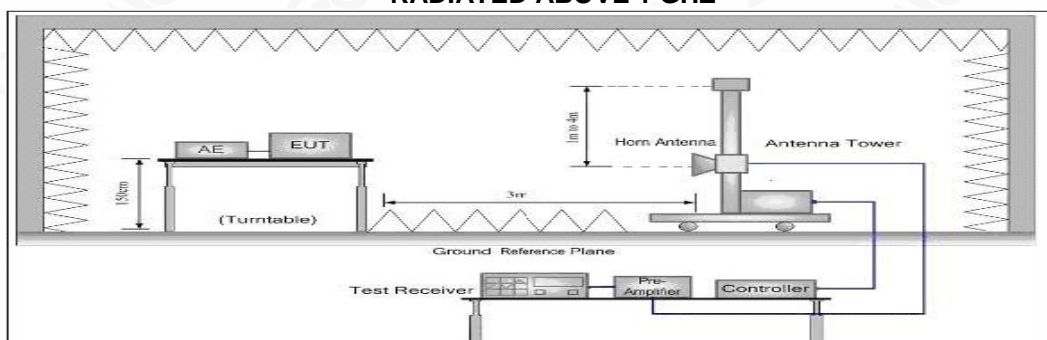 RADIATED ABOVE 1 GHZ
1m to 4m
Horn Antenna
Antenna Tower
AE
EUT
150cm
(Turntable)
3m
Ground Reference Plane
Test Receiver
Pre-
Amplifier
Controller